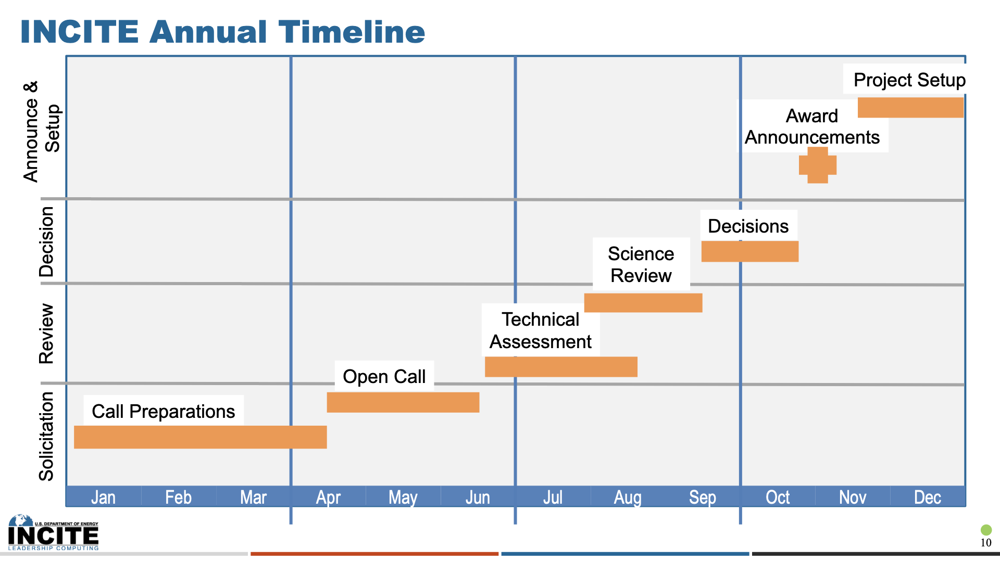 INCITE Annual Timeline
Announce &
Setup
Project Setup
Award
Announcements
Decision
Decisions
Science
Review
Review
Technical
Assessment
Open Call
Solicitation
Call Preparations
Jan Feb Mar Apr May Jun Jul Aug Sep Oct Nov Dec
U.S. DEPARTMENT OF ENERGY
INCITE
LEADERSHIP COMPUTING
10